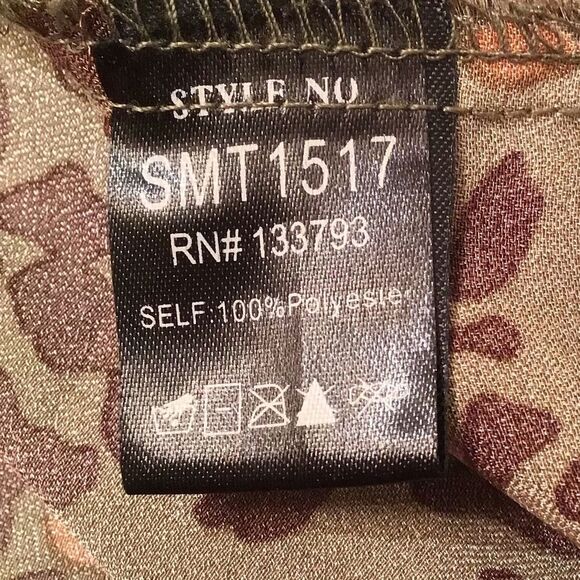 STYLE NO
SMT1517
RN# 133793
SELF:100%Polyester